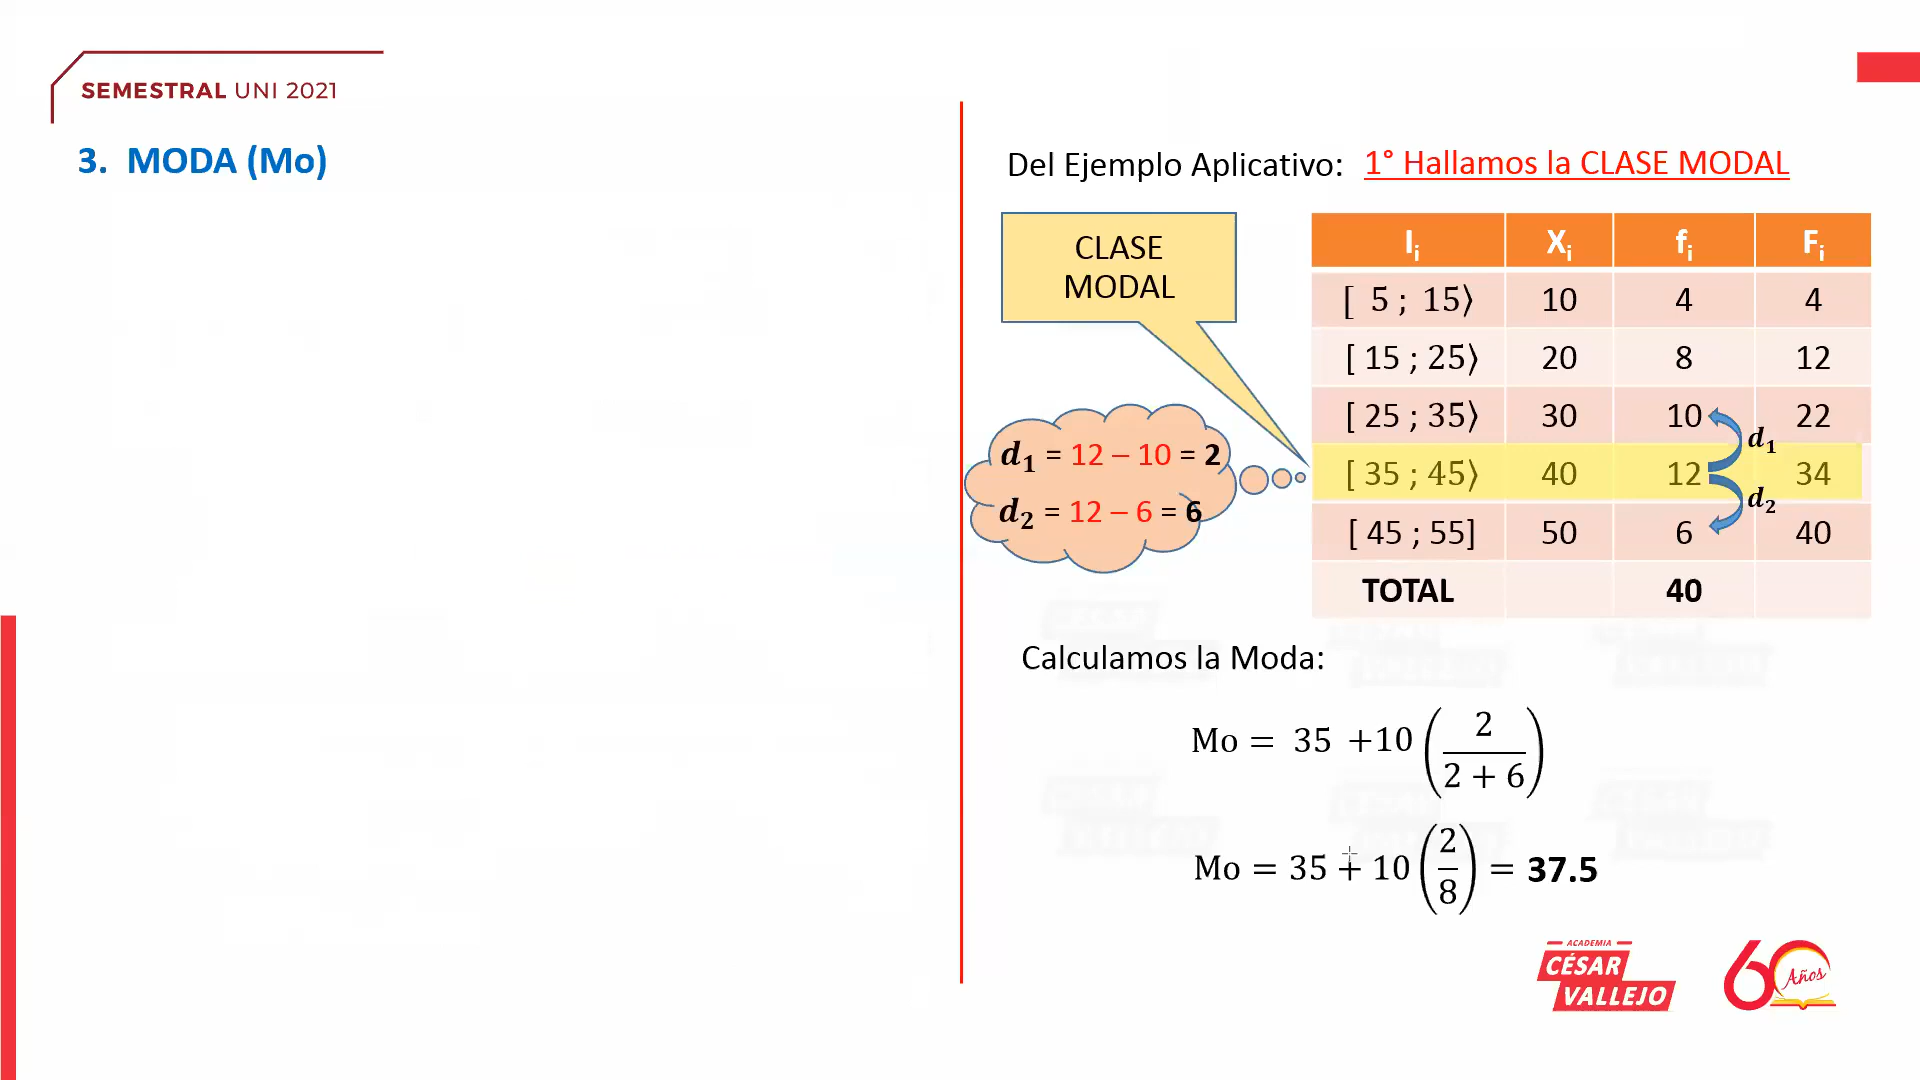 SEMESTRAL UNI 2021
3. MODA (Mo)
Del Ejemplo Aplicativo: 1° Hallamos la CLASE MODAL
CLASE
MODAL
Ii Xi fi Fi
[ 5 ; 15⟩ 10 4 4
[ 15 ; 25⟩ 20 8 12
[ 25 ; 35⟩ 30 10 22
[ 35 ; 45⟩ 40 12 34
[ 45 ; 55] 50 6 40
TOTAL 40
d1
d2
d1 = 12 – 10 = 2
d2 = 12 – 6 = 6
Calculamos la Moda:
Mo = 35 +10 (2 / 2 + 6)
Mo = 35 + 10 (2 / 8) = 37.5
ACADEMIA
CÉSAR
VALLEJO
60 Años